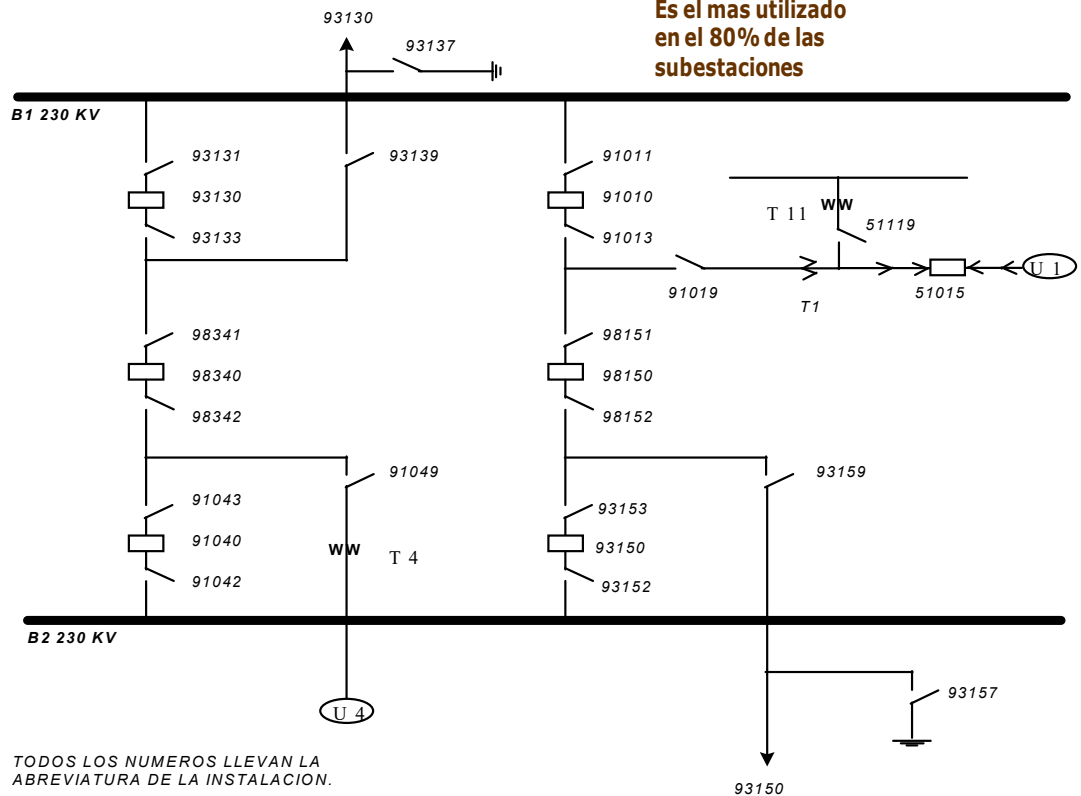 Es el mas utilizado
en el 80% de las
subestaciones
93130
93137
B1 230 KV
93131
93139
93130
93133
91011
91010
91013
T 11
WW
51119
91019
T1
51015
U 1
98341
98340
98342
98151
98150
98152
91049
93159
91043
91040
91042
WW
T 4
93153
93150
93152
B2 230 KV
U 4
93157
TODOS LOS NUMEROS LLEVAN LA
ABREVIATURA DE LA INSTALACION.
93150